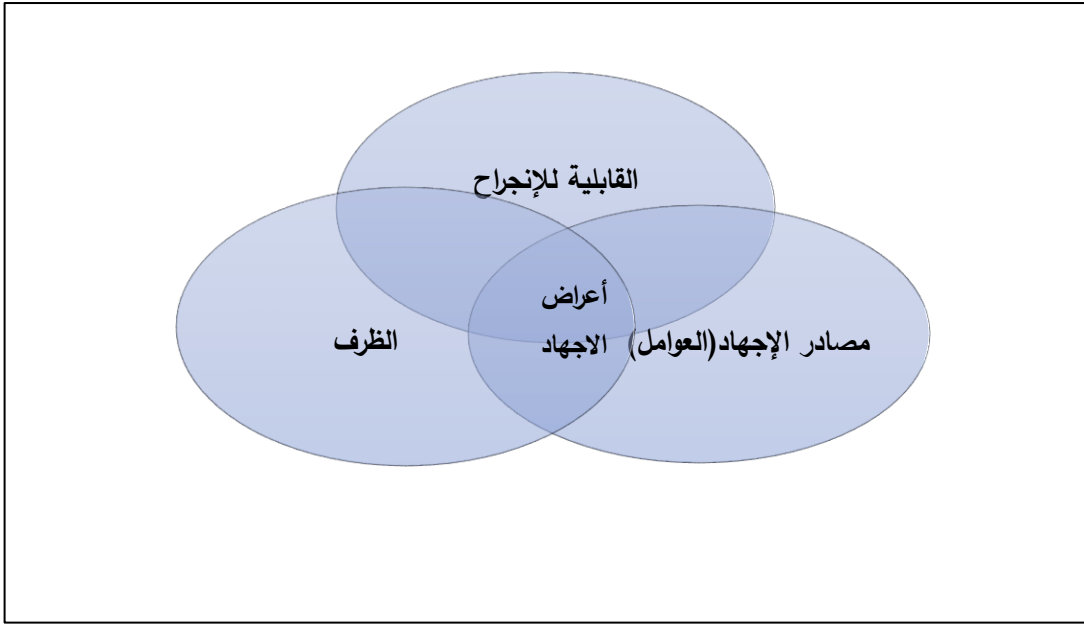 القابلية للإنجراح
أعراض
الاجهاد
مصادر الإجهاد(العوامل)
الظرف